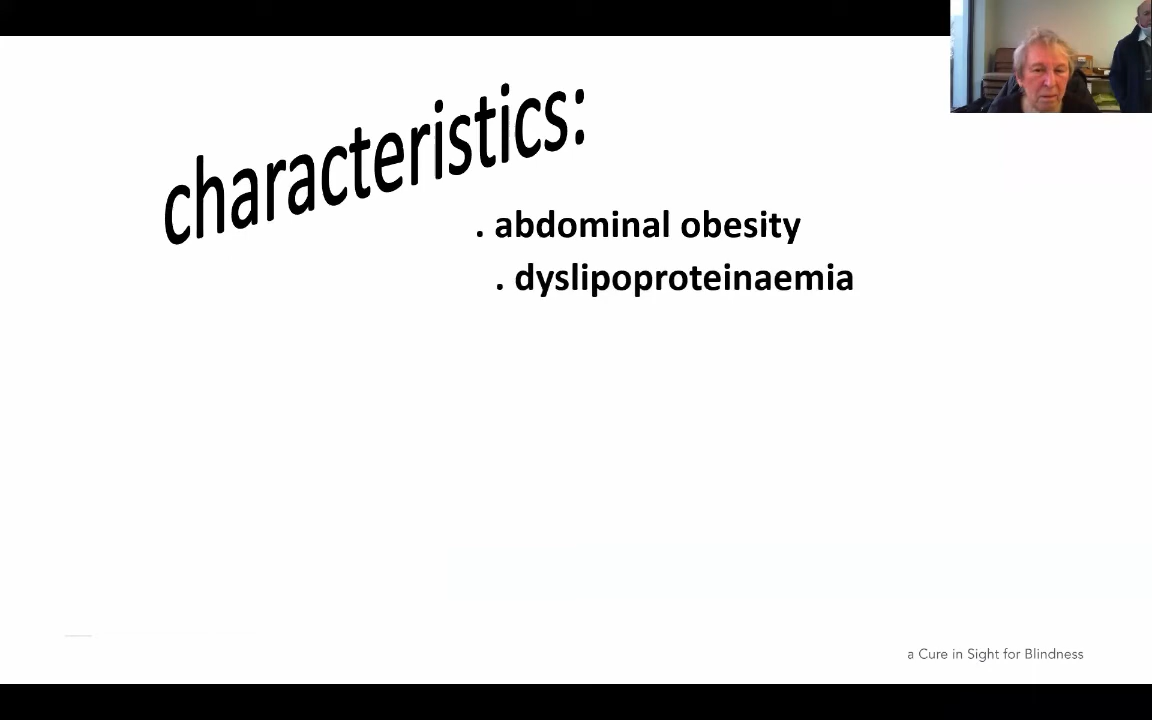 characteristics:
. abdominal obesity
. dyslipoproteinaemia
a Cure in Sight for Blindness